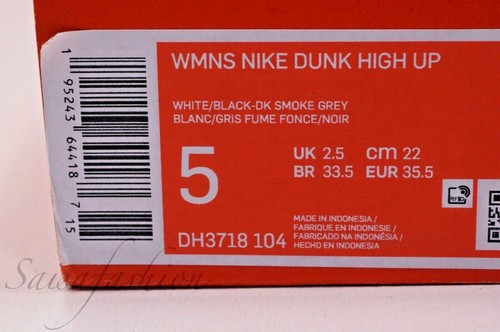 WMNS NIKE DUNK HIGH UP
WHITE/BLACK-DK SMOKE GREY
BLANC/GRIS FUME FONCE/NOIR
5
UK 2.5 cm 22
BR 33.5 EUR 35.5
MADE IN INDONESIA/
FABRIQUE EN INDONESIE/
FABRICADO NA INDONÉSIA/
HECHO EN INDONESIA
DH3718 104
1 95243 64418 7 15
Sawafashion